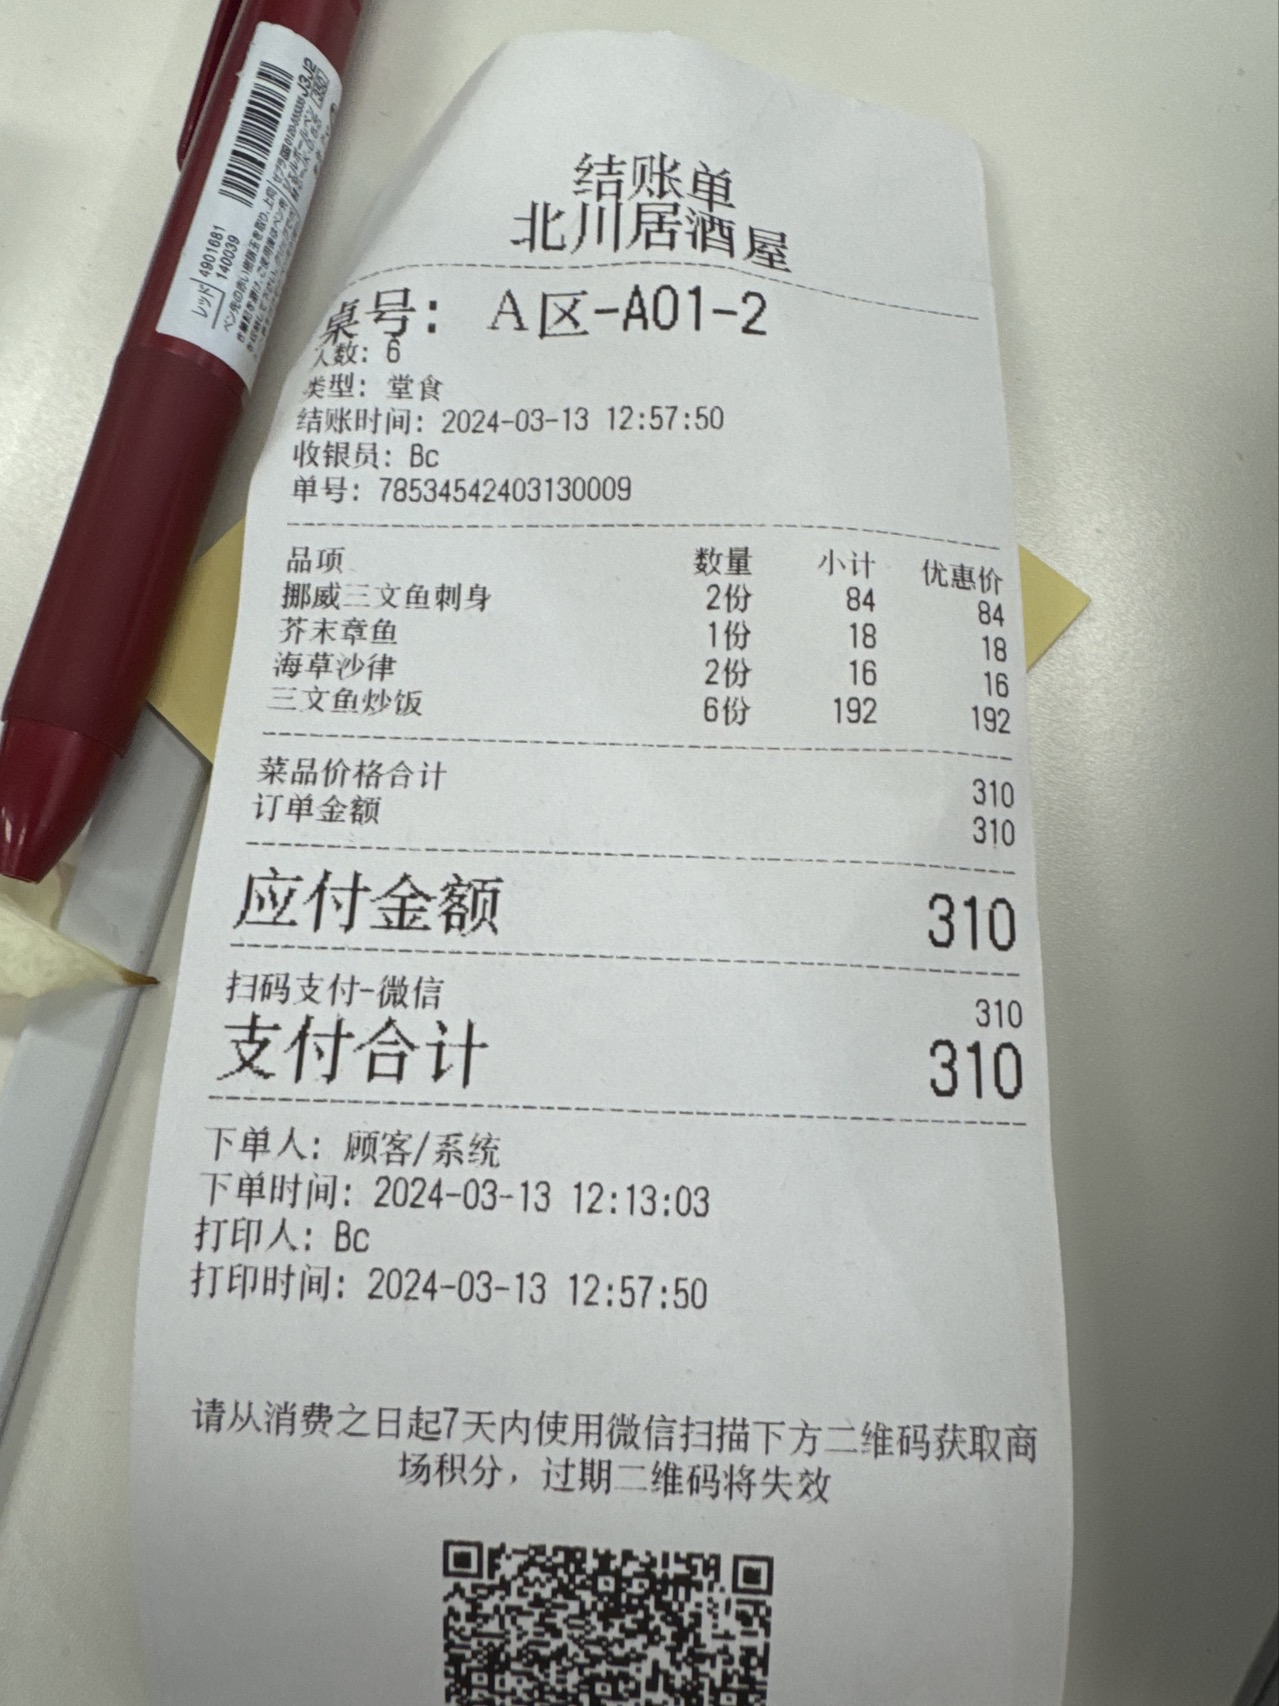 結账单
北川居酒屋
桌号： A区-A01-2
人数：6
类型：堂食
结账时间：2024-03-13 12:57:50
收银员：Bc
单号：78534542403130009
品项 数量 小计 优惠价
挪威三文鱼刺身 2份 84 84
芥末章鱼 1份 18 18
海草沙律 2份 16 16
三文鱼炒饭 6份 192 192
菜品价格合计 310
订单金额 310
应付金额 310
扫码支付-微信 310
支付合计 310
下单人：顾客/系统
下单时间：2024-03-13 12:13:03
打印人：Bc
打印时间：2024-03-13 12:57:50
请从消费之日起7天内使用微信扫描下方二维码获取商
场积分，过期二维码将失效
レッド 4901681
140039
J3J2